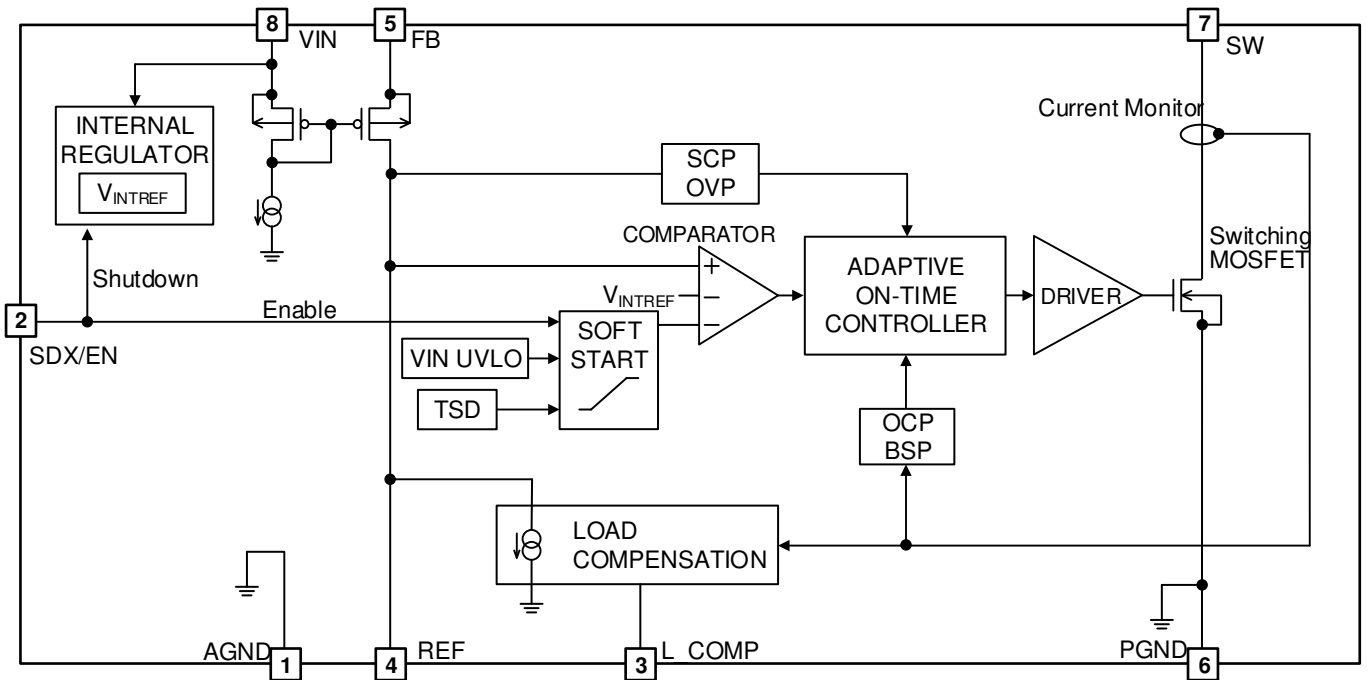 8
VIN
5
FB
7
SW
Current Monitor
INTERNAL
REGULATOR
VINTREF
SCP
OVP
COMPARATOR
Switching
MOSFET
+
ADAPTIVE
ON-TIME
CONTROLLER
DRIVER
Shutdown
VINTREF
−
−
2
SDX/EN
Enable
SOFT
START
VIN UVLO
TSD
OCP
BSP
LOAD
COMPENSATION
AGND
1
4
REF
3
L COMP
PGND
6